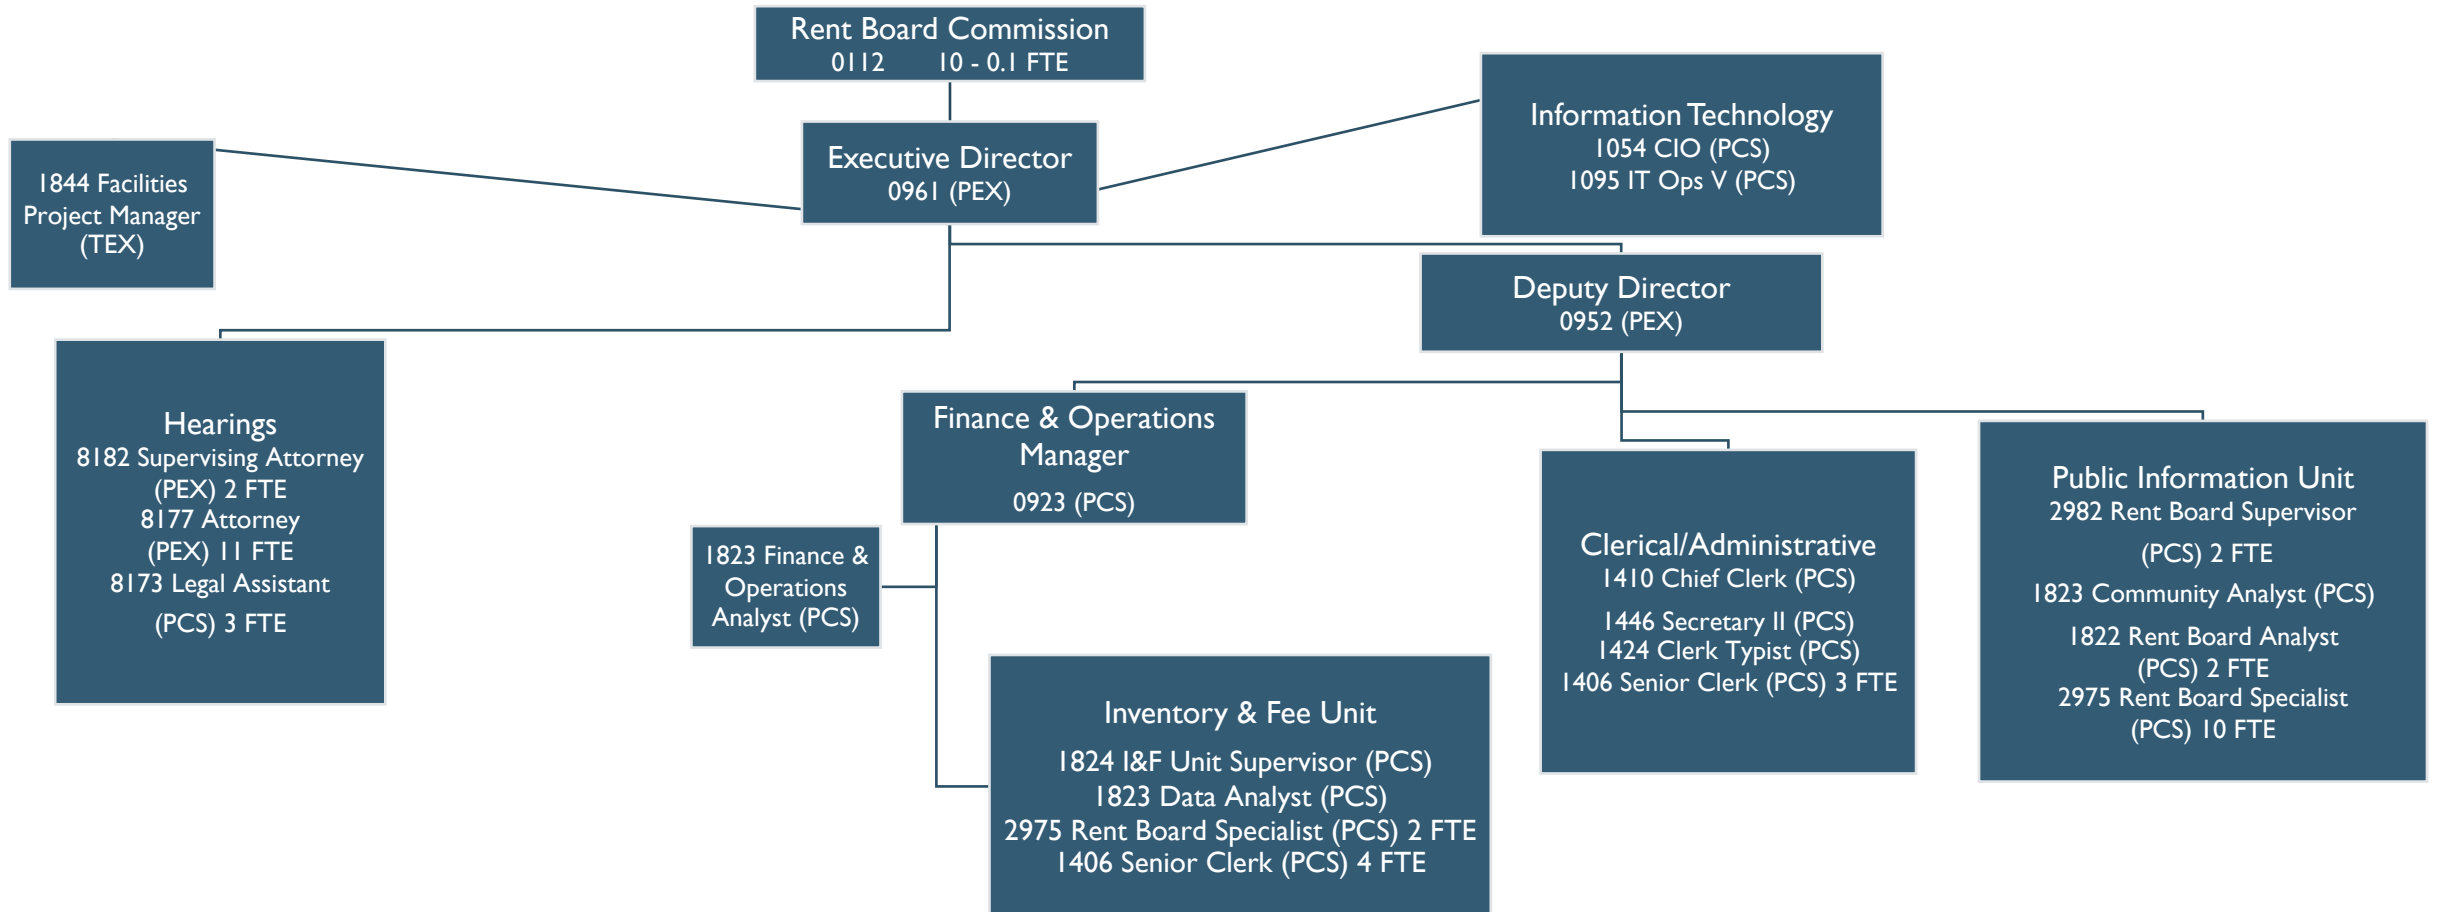 Rent Board Commission
0112 10 - 0.1 FTE
Executive Director
0961 (PEX)
Information Technology
1054 CIO (PCS)
1095 IT Ops V (PCS)
1844 Facilities
Project Manager
(TEX)
Deputy Director
0952 (PEX)
Hearings
8182 Supervising Attorney
(PEX) 2 FTE
8177 Attorney
(PEX) 11 FTE
8173 Legal Assistant
(PCS) 3 FTE
Finance & Operations
Manager
0923 (PCS)
1823 Finance &
Operations
Analyst (PCS)
Inventory & Fee Unit
1824 I&F Unit Supervisor (PCS)
1823 Data Analyst (PCS)
2975 Rent Board Specialist (PCS) 2 FTE
1406 Senior Clerk (PCS) 4 FTE
Clerical/Administrative
1410 Chief Clerk (PCS)
1446 Secretary II (PCS)
1424 Clerk Typist (PCS)
1406 Senior Clerk (PCS) 3 FTE
Public Information Unit
2982 Rent Board Supervisor
(PCS) 2 FTE
1823 Community Analyst (PCS)
1822 Rent Board Analyst
(PCS) 2 FTE
2975 Rent Board Specialist
(PCS) 10 FTE